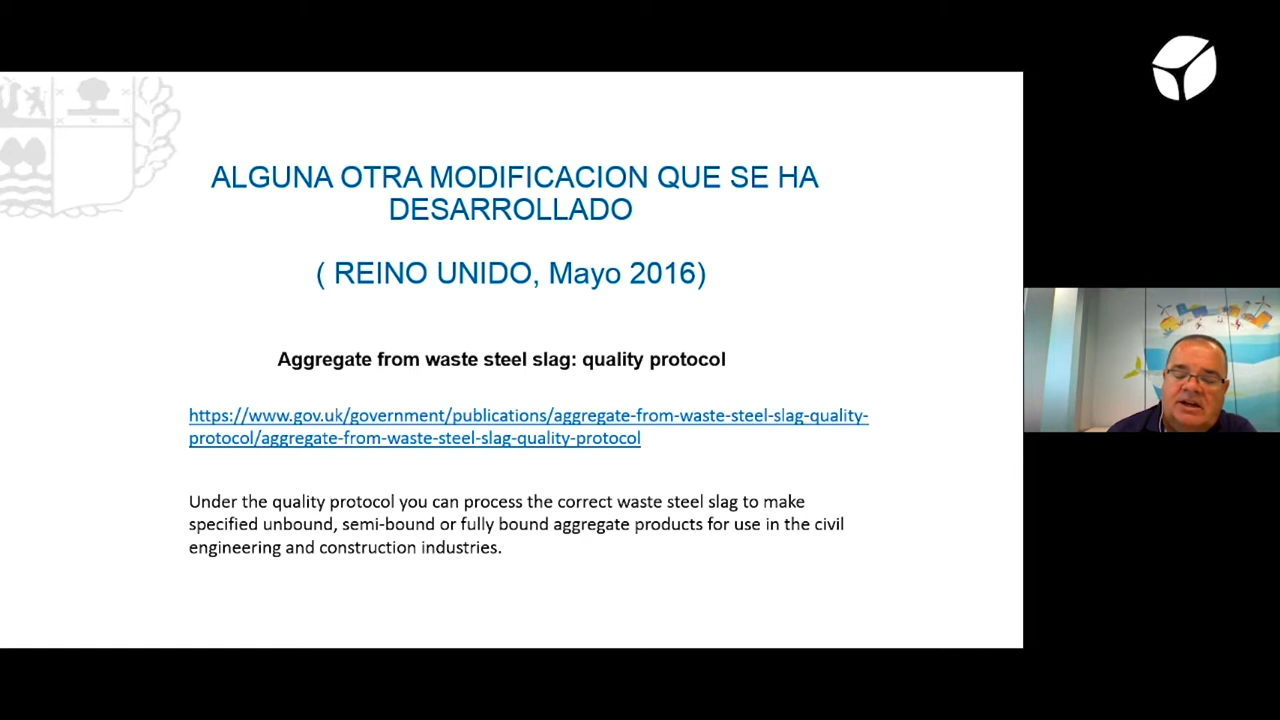 ALGUNA OTRA MODIFICACION QUE SE HA
DESARROLLADO
( REINO UNIDO, Mayo 2016)
Aggregate from waste steel slag: quality protocol
https://www.gov.uk/government/publications/aggregate-from-waste-steel-slag-quality-
protocol/aggregate-from-waste-steel-slag-quality-protocol
Under the quality protocol you can process the correct waste steel slag to make
specified unbound, semi-bound or fully bound aggregate products for use in the civil
engineering and construction industries.